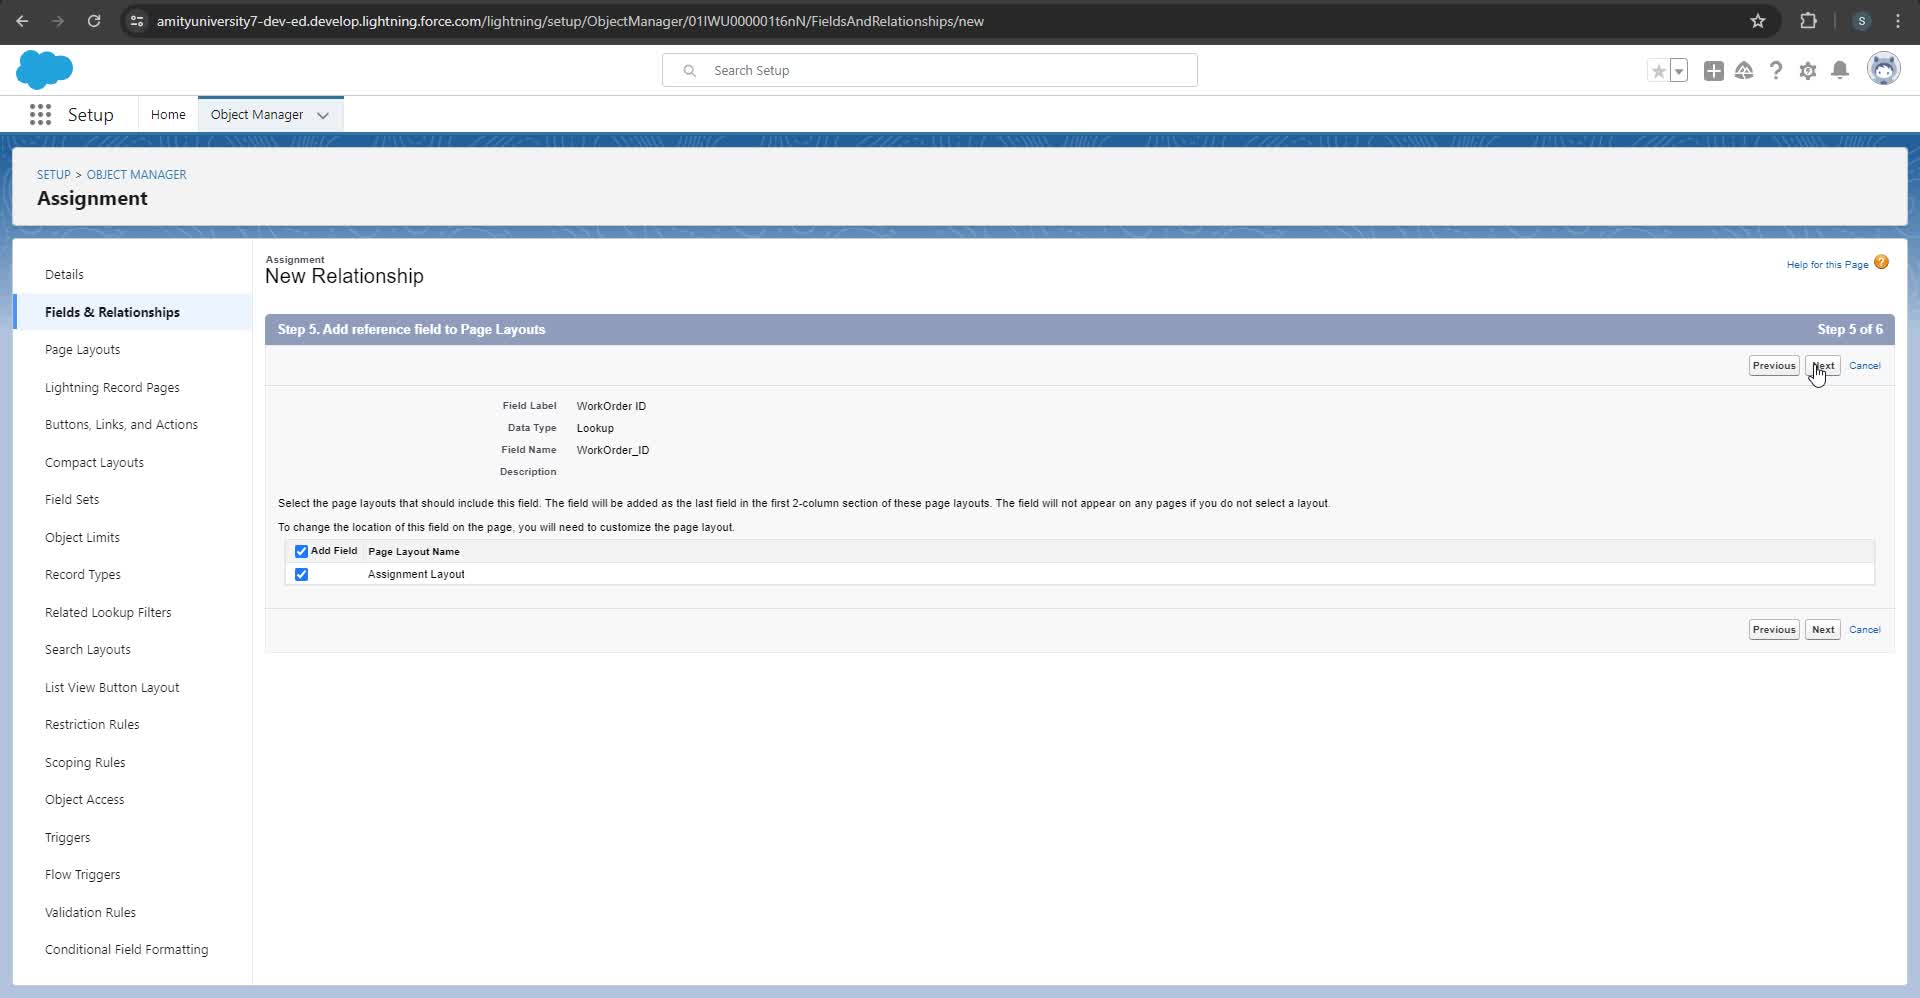 amityuniversity7-dev-ed.develop.lightning.force.com/lightning/setup/ObjectManager/01IWU000001t6nN/FieldsAndRelationships/new
S
Search Setup
Setup
Home
Object Manager
SETUP > OBJECT MANAGER
Assignment
Details
Fields & Relationships
Page Layouts
Lightning Record Pages
Buttons, Links, and Actions
Compact Layouts
Field Sets
Object Limits
Record Types
Related Lookup Filters
Search Layouts
List View Button Layout
Restriction Rules
Scoping Rules
Object Access
Triggers
Flow Triggers
Validation Rules
Conditional Field Formatting
Assignment
New Relationship
Help for this Page ?
Step 5. Add reference field to Page Layouts
Step 5 of 6
Previous Next Cancel
Field Label WorkOrder ID
Data Type Lookup
Field Name WorkOrder_ID
Description
Select the page layouts that should include this field. The field will be added as the last field in the first 2-column section of these page layouts. The field will not appear on any pages if you do not select a layout.
To change the location of this field on the page, you will need to customize the page layout.
Add Field Page Layout Name
Assignment Layout
Previous Next Cancel